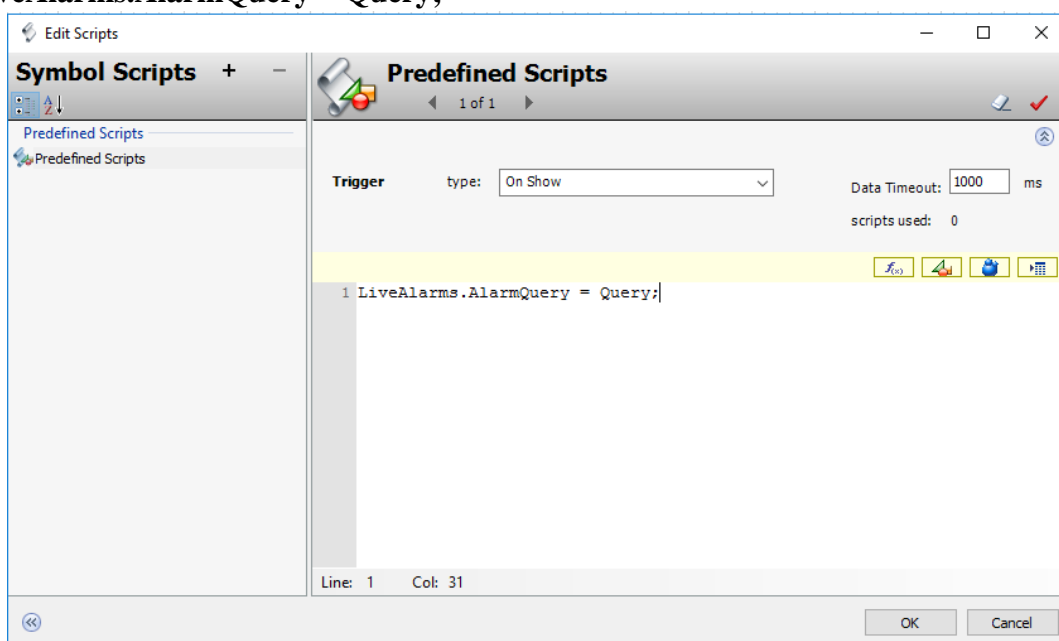 Query;
Edit Scripts
Symbol Scripts + −
Predefined Scripts
Predefined Scripts
Predefined Scripts
1 of 1
Trigger type: On Show
Data Timeout: 1000 ms
scripts used: 0
f(x)
1 LiveAlarms.AlarmQuery = Query;
Line: 1 Col: 31
OK Cancel